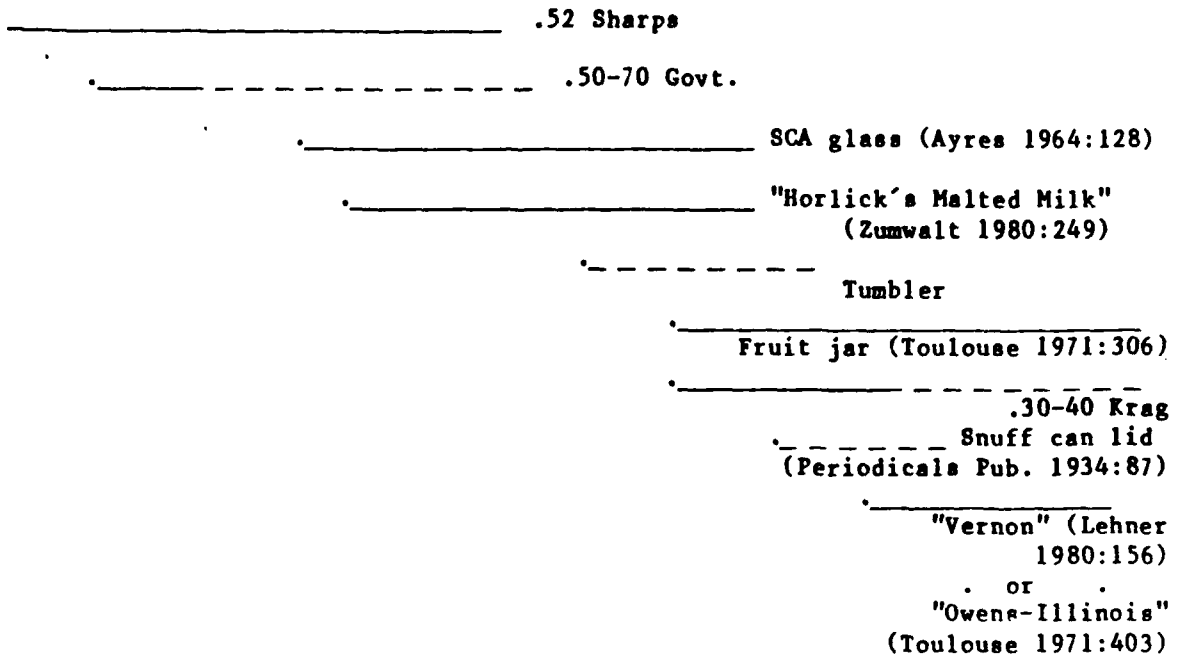 .52 Sharps
.50-70 Govt.
SCA glass (Ayres 1964:128)
"Horlick's Malted Milk"
(Zumwalt 1980:249)
Tumbler
Fruit jar (Toulouse 1971:306)
.30-40 Krag
Snuff can lid
(Periodicals Pub. 1934:87)
"Vernon" (Lehner
1980:156)
. or .
"Owens-Illinois"
(Toulouse 1971:403)